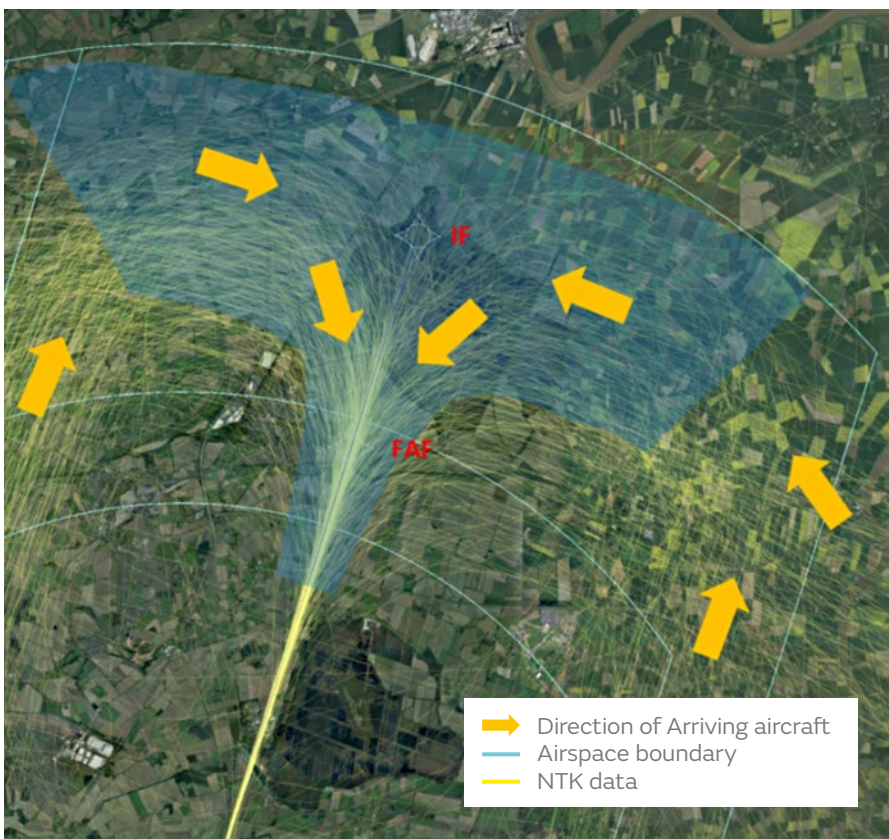 IF
FAF
Direction of Arriving aircraft
Airspace boundary
NTK data